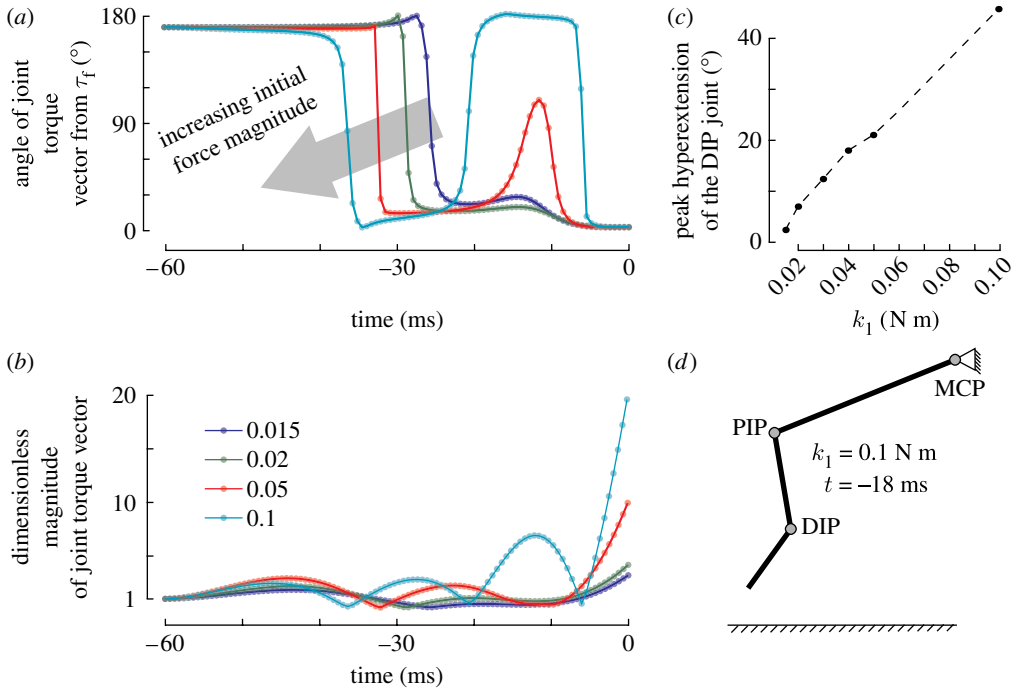 (a)
180
90
0
angle of joint
torque
vector from τf (°)
increasing initial
force magnitude
−60
−30
0
time (ms)
(b)
20
10
1
dimensionless
magnitude
of joint torque vector
0.015
0.02
0.05
0.1
−60
−30
0
time (ms)
(c)
40
20
0
peak hyperextension
of the DIP joint (°)
0.02
0.04
0.06
0.08
0.10
k1 (N m)
(d)
MCP
PIP
k1 = 0.1 N m
t = −18 ms
DIP